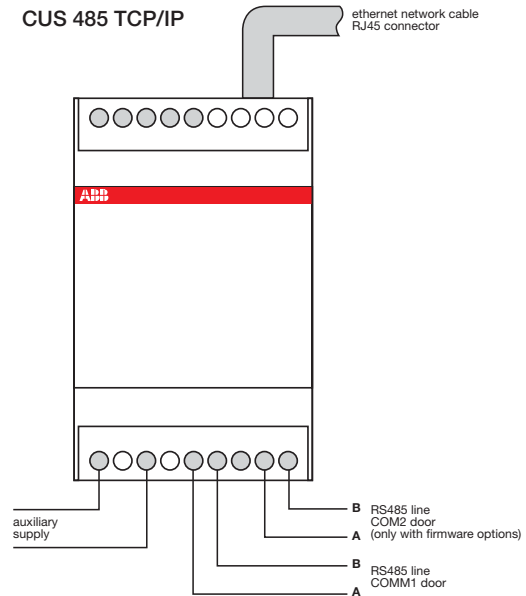 CUS 485 TCP/IP
ethernet network cable
RJ45 connector
ABB
auxiliary
supply
B RS485 line
COM2 door
A (only with firmware options)
B RS485 line
COMM1 door
A